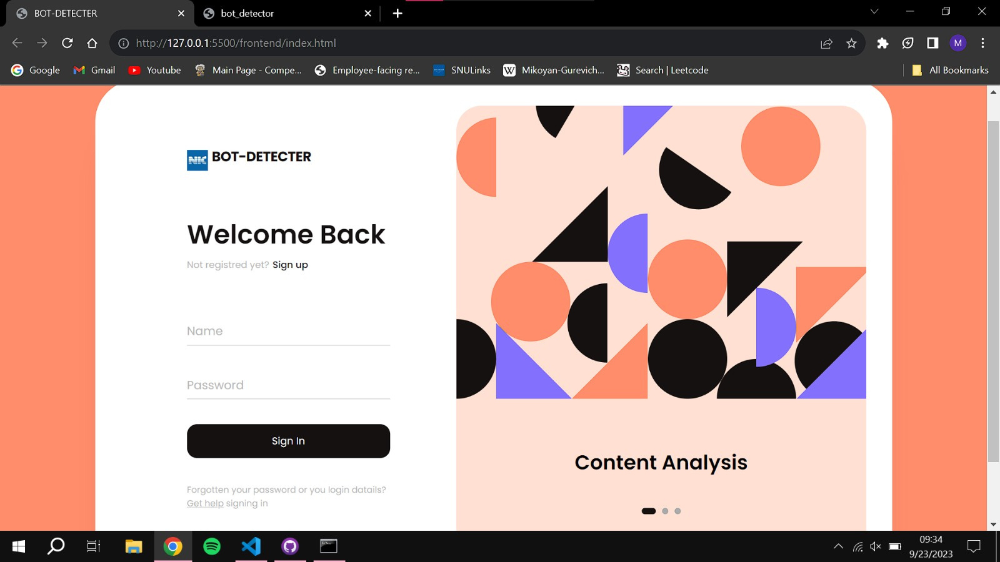 BOT-DETECTER
bot_detector
http://127.0.0.1:5500/frontend/index.html
M
Google
Gmail
Youtube
Main Page - Compe...
Employee-facing re...
SNULinks
W
Mikoyan-Gurevich...
Search | Leetcode
All Bookmarks
NIC BOT-DETECTER
Welcome Back
Not registred yet? Sign up
Name
Password
Sign In
Forgotten your password or you login datails?
Get help signing in
Content Analysis
09:34
9/23/2023